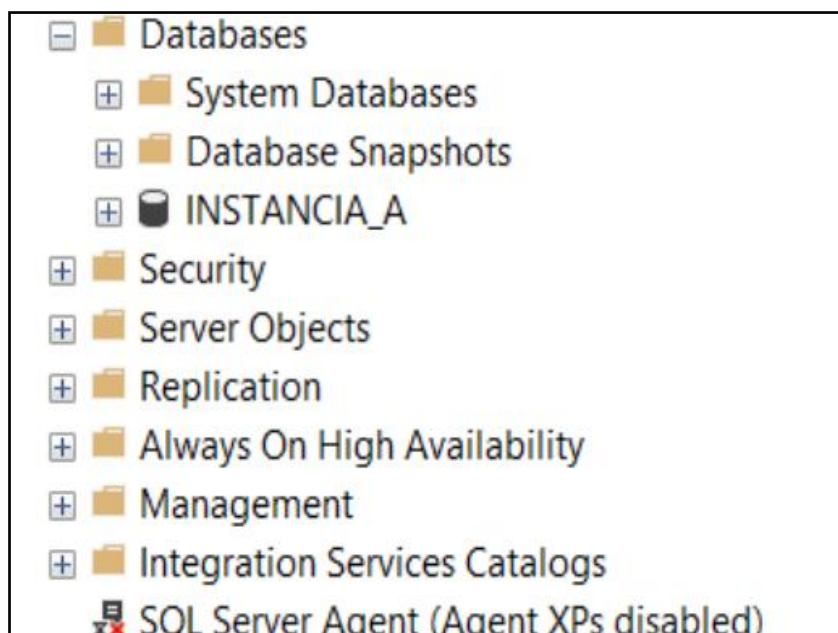 Databases
System Databases
Database Snapshots
INSTANCIA_A
Security
Server Objects
Replication
Always On High Availability
Management
Integration Services Catalogs
SQL Server Agent (Agent XPs disabled)